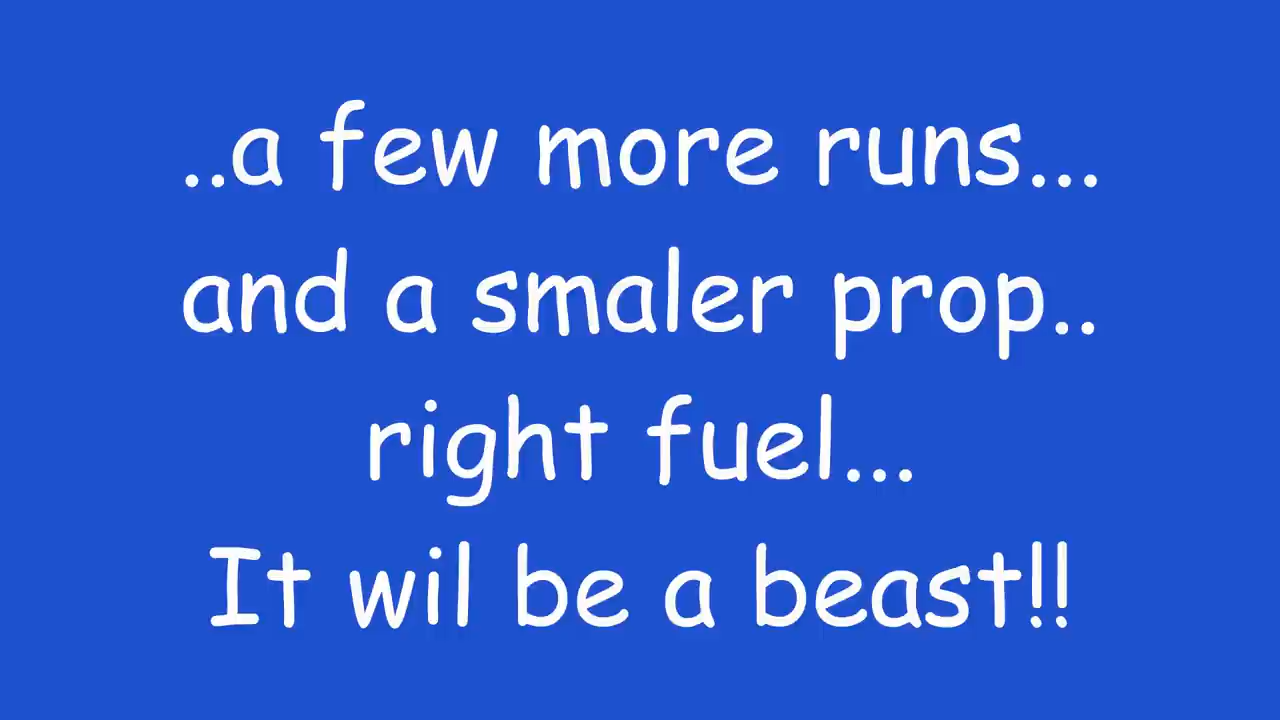 ..a few more runs...
and a smaler prop..
right fuel...
It wil be a beast!!